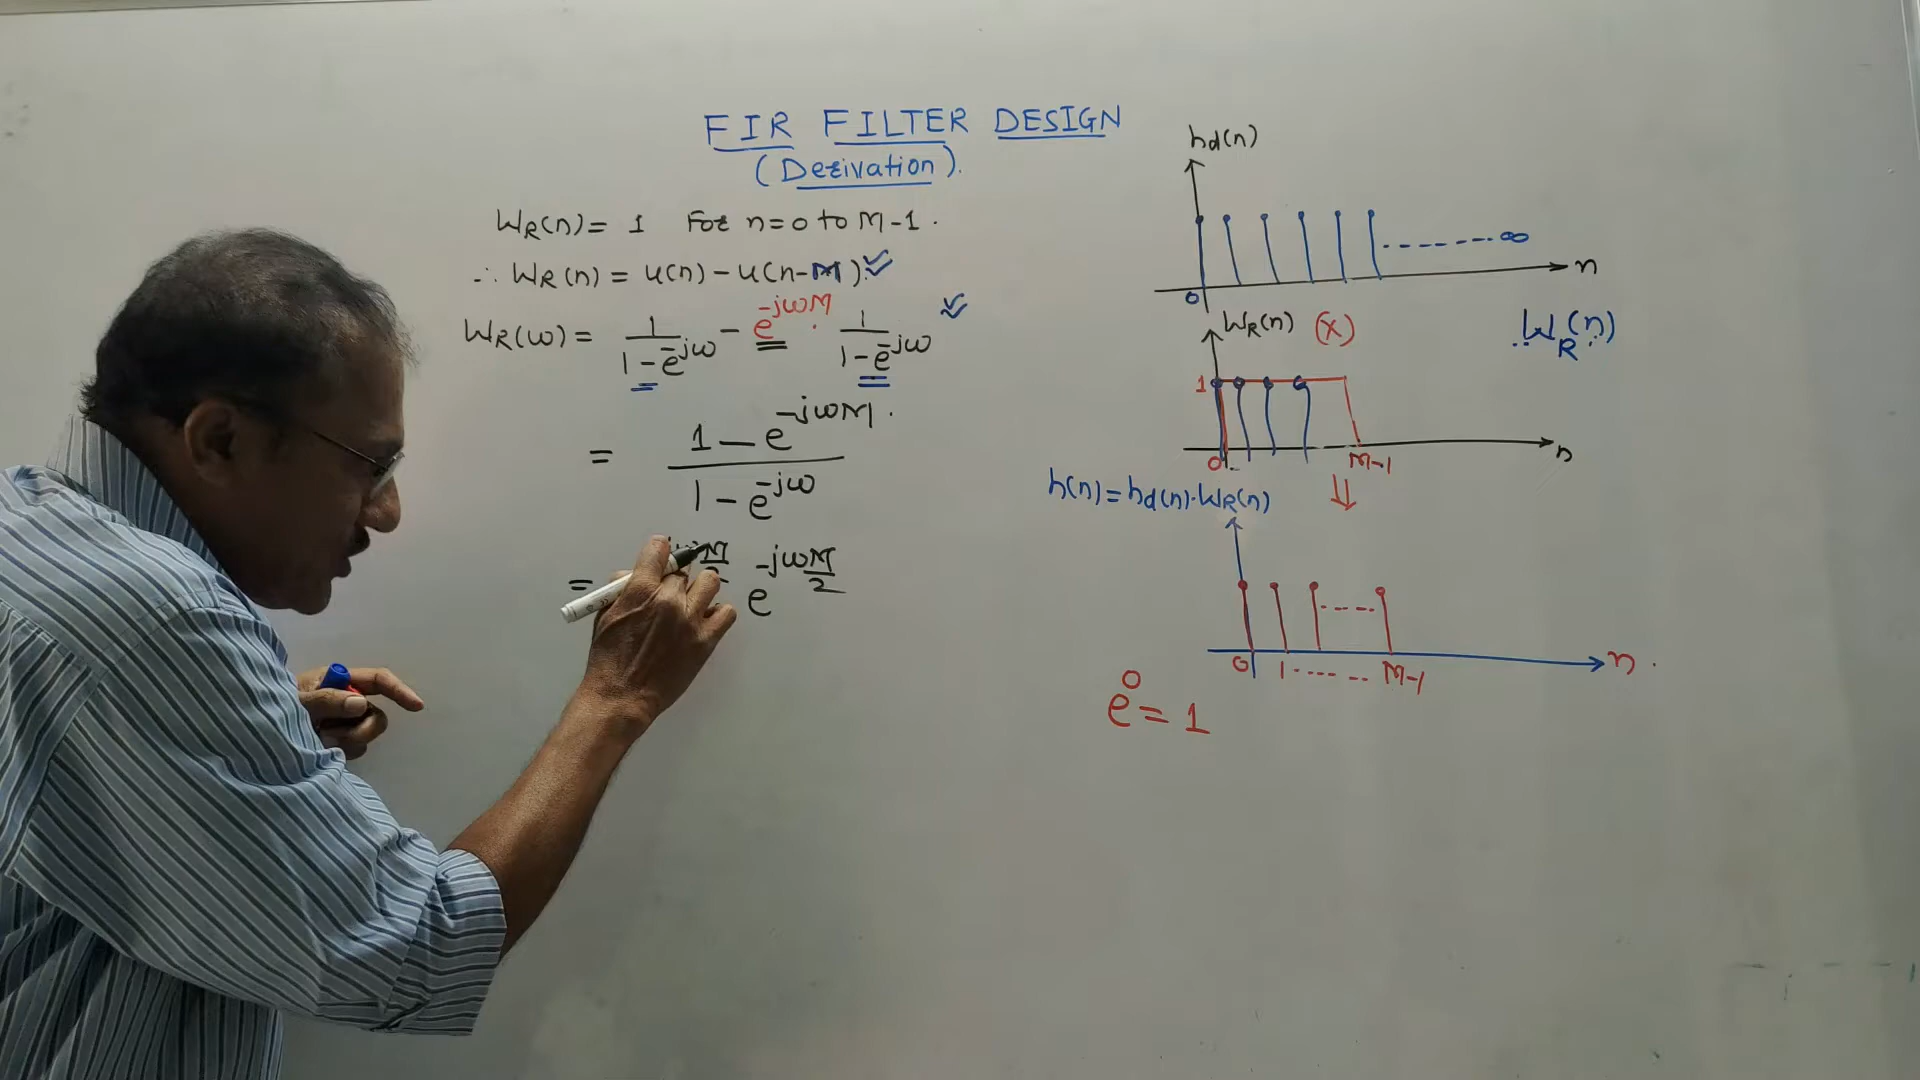 FIR FILTER DESIGN
(Derivation).
WR(n) = 1 For n=0 to M-1.
∴ WR(n) = u(n) - u(n-M)
WR(ω) = 1/(1-e^-jω) - e^-jωM . 1/(1-e^-jω)
= (1-e^-jωM)/(1-e^-jω)
= M/2 e^-jωM/2
hd(n)
∞
n
0
WR(n) (x)
WR(n)
1
0
M-1
n
h(n) = hd(n)·WR(n)
0 1 M-1
n
e^0 = 1